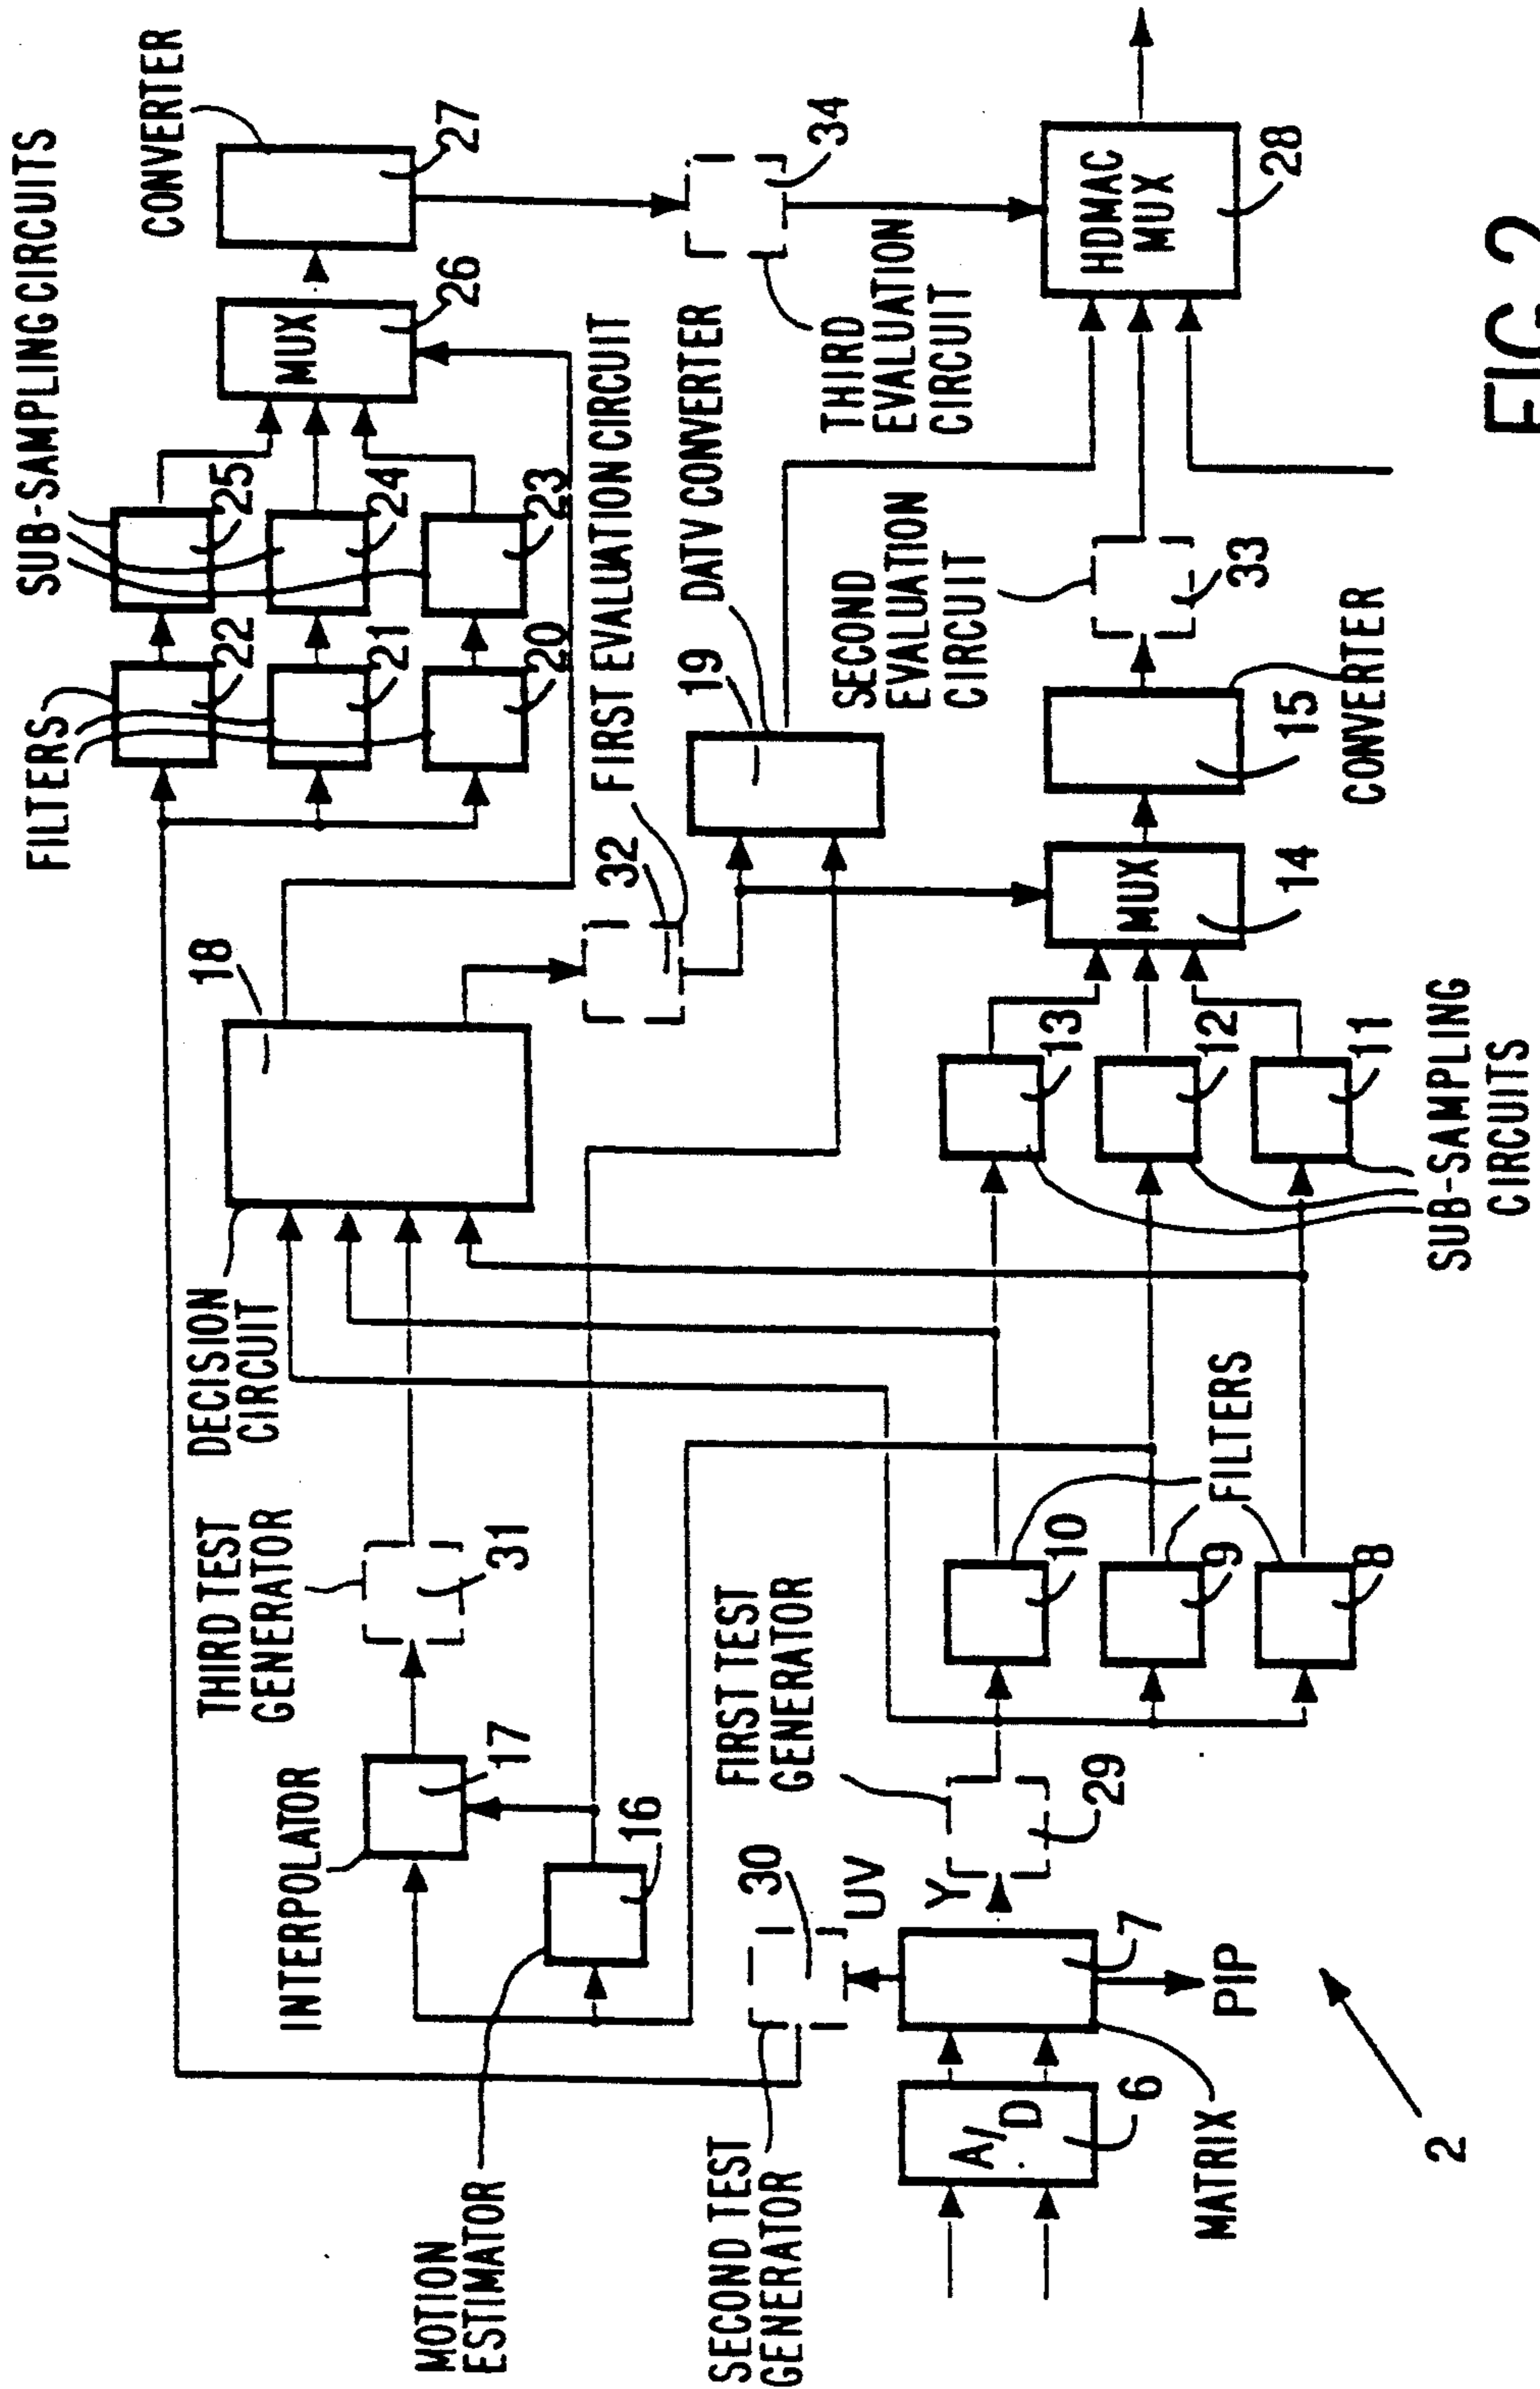 SUB-SAMPLING CIRCUITS
FILTERS
CONVERTER
22
25
21
24
20
23
MUX
26
27
DECISION
CIRCUIT
18
32
FIRST EVALUATION CIRCUIT
DATV CONVERTER
19
34
THIRD
EVALUATION
CIRCUIT
THIRD TEST
GENERATOR
31
INTERPOLATOR
17
MOTION
ESTIMATOR
16
SECOND TEST
GENERATOR
30
UV
Y
FIRST TEST
GENERATOR
29
A/D
6
7
MATRIX
PIP
10
9
8
FILTERS
13
12
11
SUB-SAMPLING
CIRCUITS
MUX
14
15
CONVERTER
SECOND
EVALUATION
CIRCUIT
33
HDMAC
MUX
28
2
FIG. 2